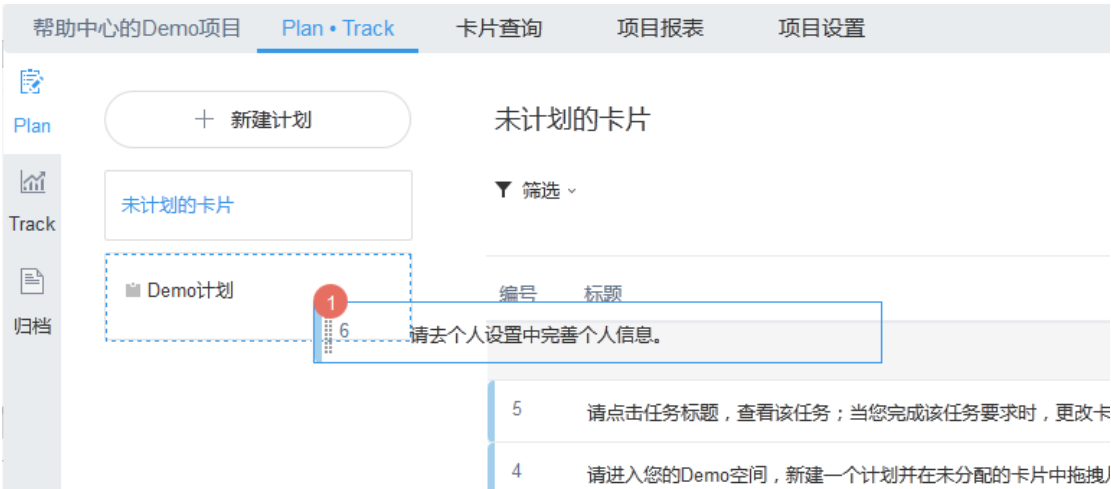 帮助中心的Demo项目 Plan • Track 卡片查询 项目报表 项目设置
Plan
Track
归档
＋ 新建计划
未计划的卡片
Demo计划
未计划的卡片
筛选
编号 标题
1
6 请去个人设置中完善个人信息。
5 请点击任务标题，查看该任务；当您完成该任务要求时，更改卡
4 请进入您的Demo空间，新建一个计划并在未分配的卡片中拖拽